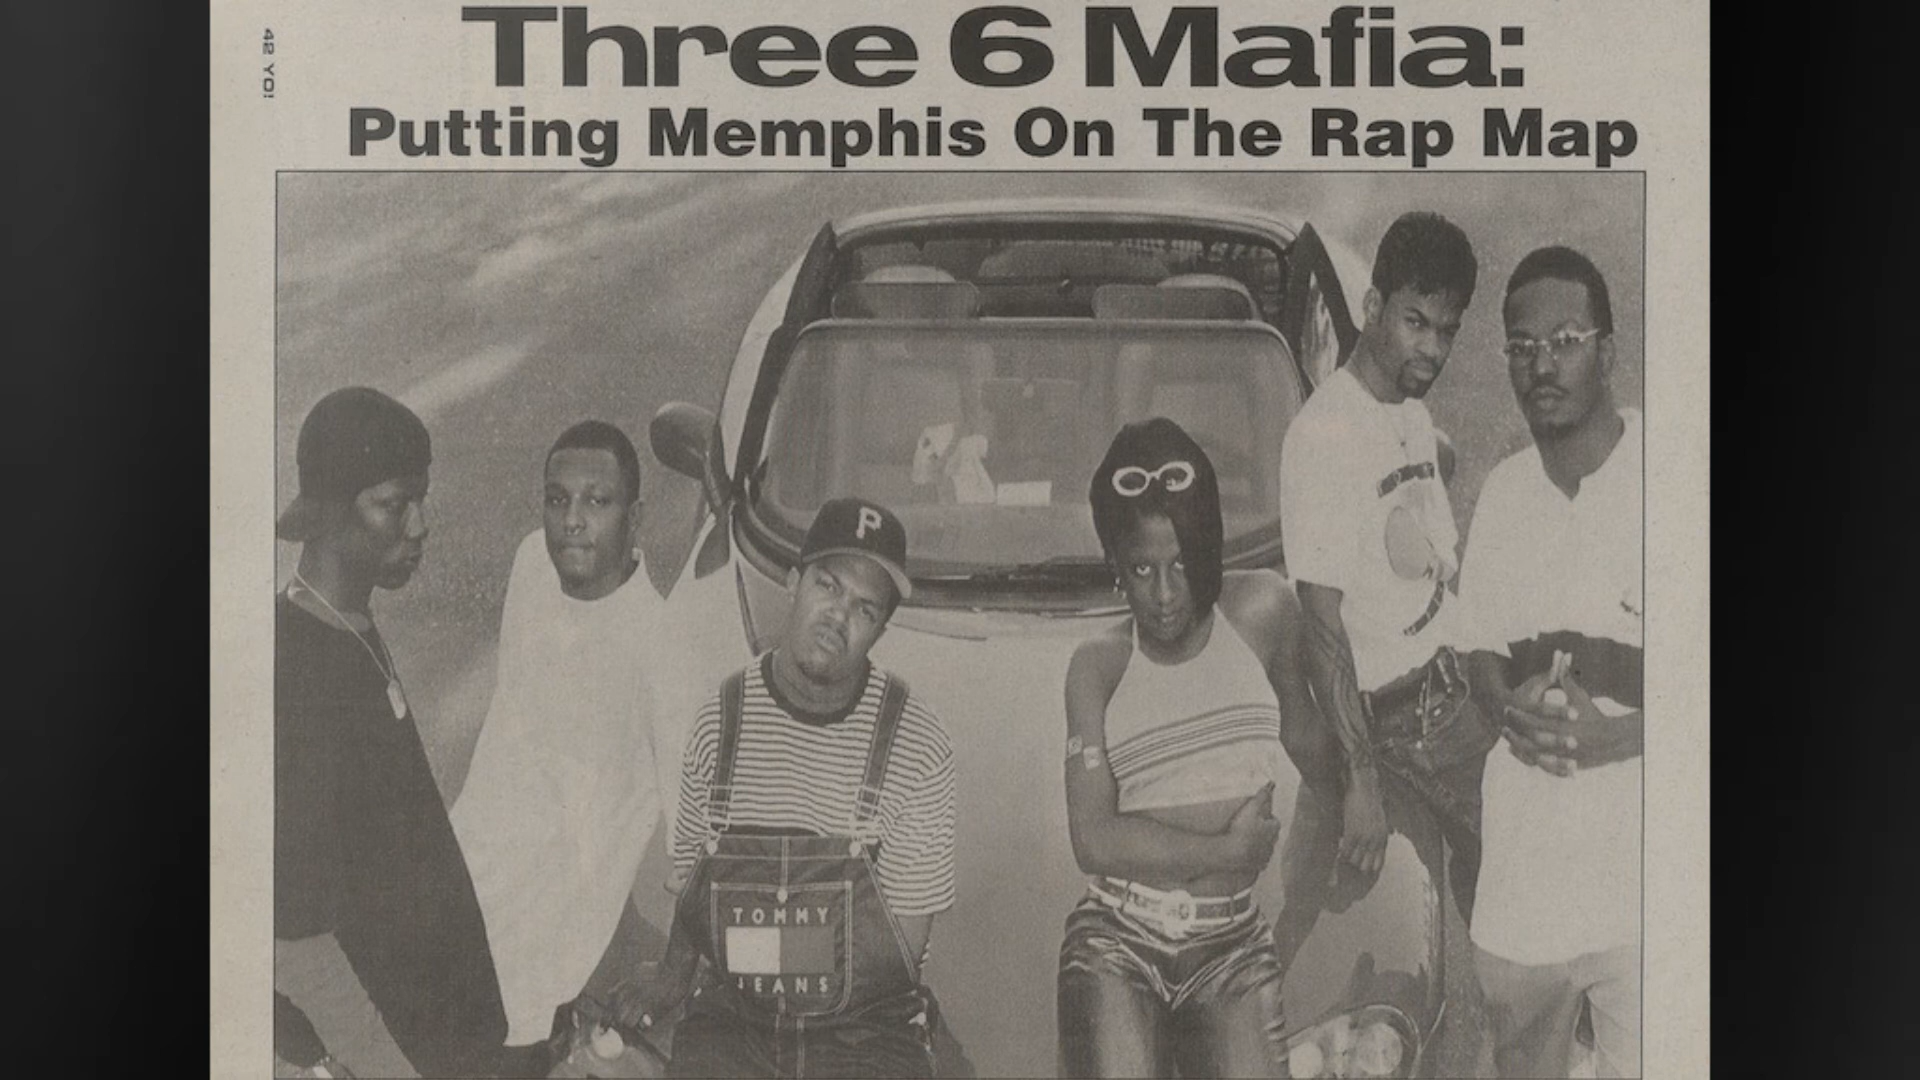 42 YO!
Three 6 Mafia:
Putting Memphis On The Rap Map
P
TOMMY
JEANS